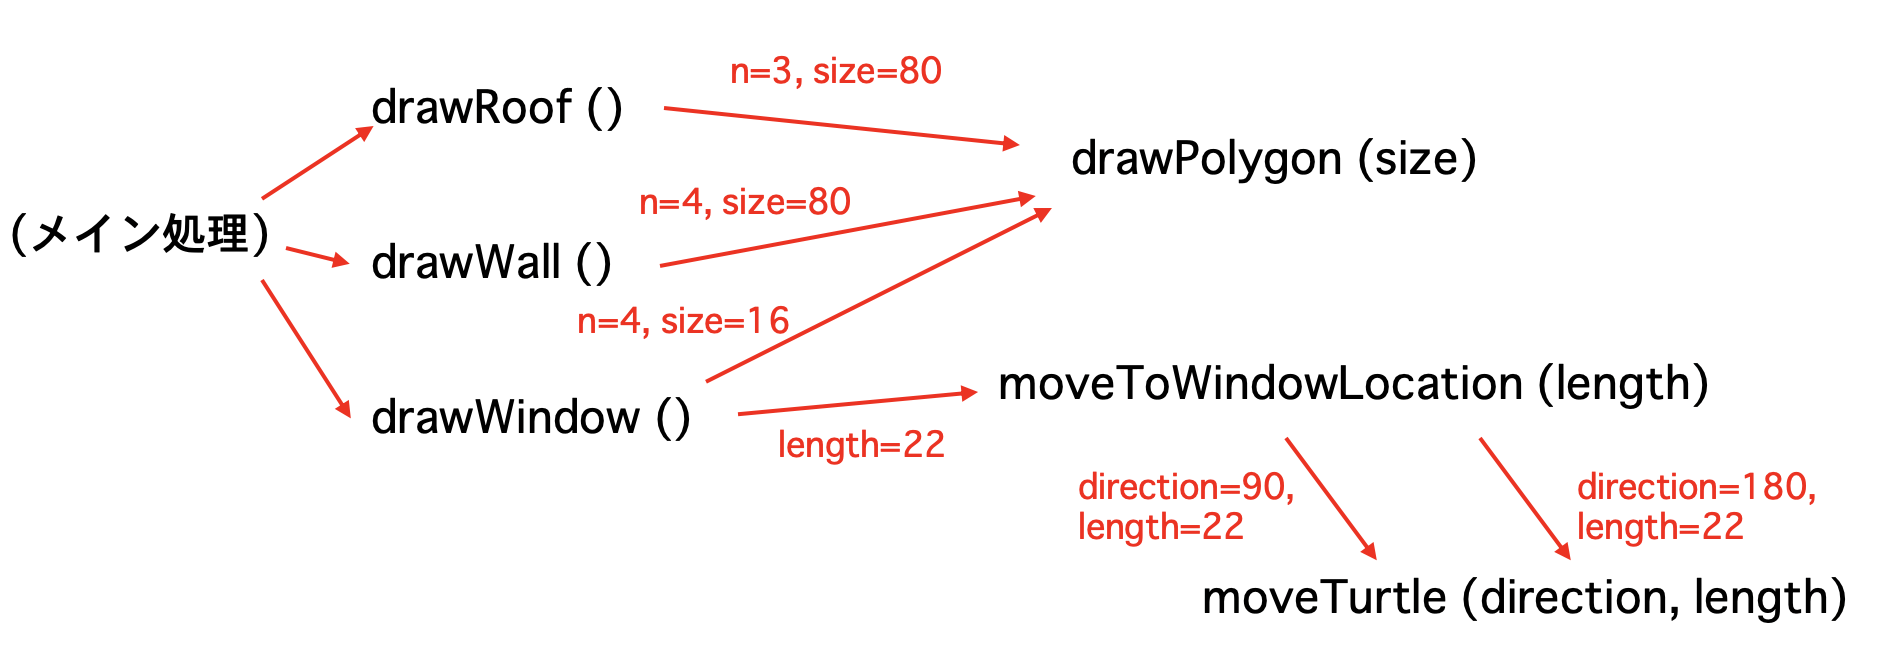 n=3, size=80
drawRoof ()
drawPolygon (size)
n=4, size=80
(メイン処理)
drawWall ()
n=4, size=16
moveToWindowLocation (length)
drawWindow ()
length=22
direction=90,
length=22
direction=180,
length=22
moveTurtle (direction, length)